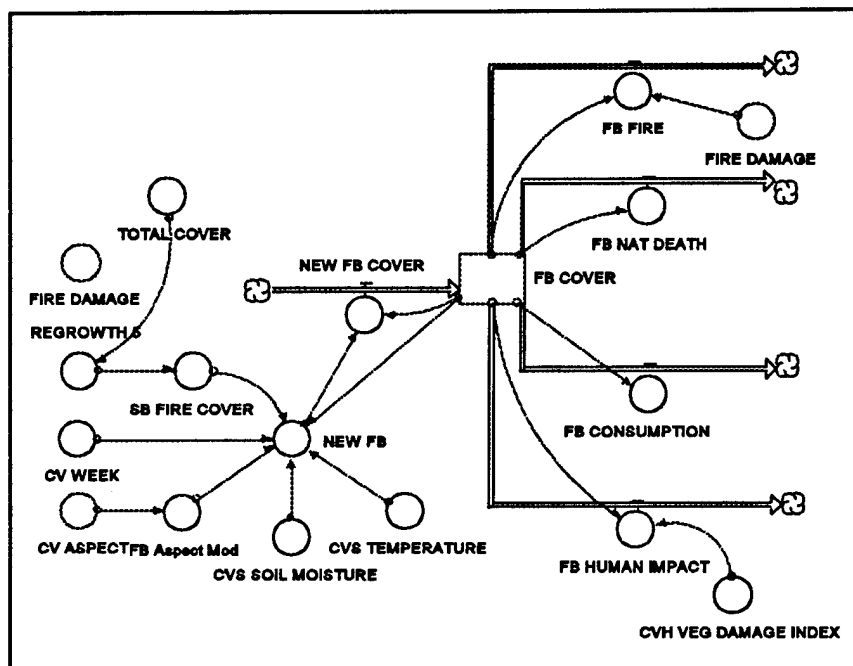 FB FIRE
FIRE DAMAGE
TOTAL COVER
FB NAT DEATH
NEW FB COVER
FB COVER
FIRE DAMAGE
REGROWTH 5
SB FIRE COVER
FB CONSUMPTION
NEW FB
CV WEEK
CV ASPECT
FB Aspect Mod
CVS TEMPERATURE
CVS SOIL MOISTURE
FB HUMAN IMPACT
CVH VEG DAMAGE INDEX